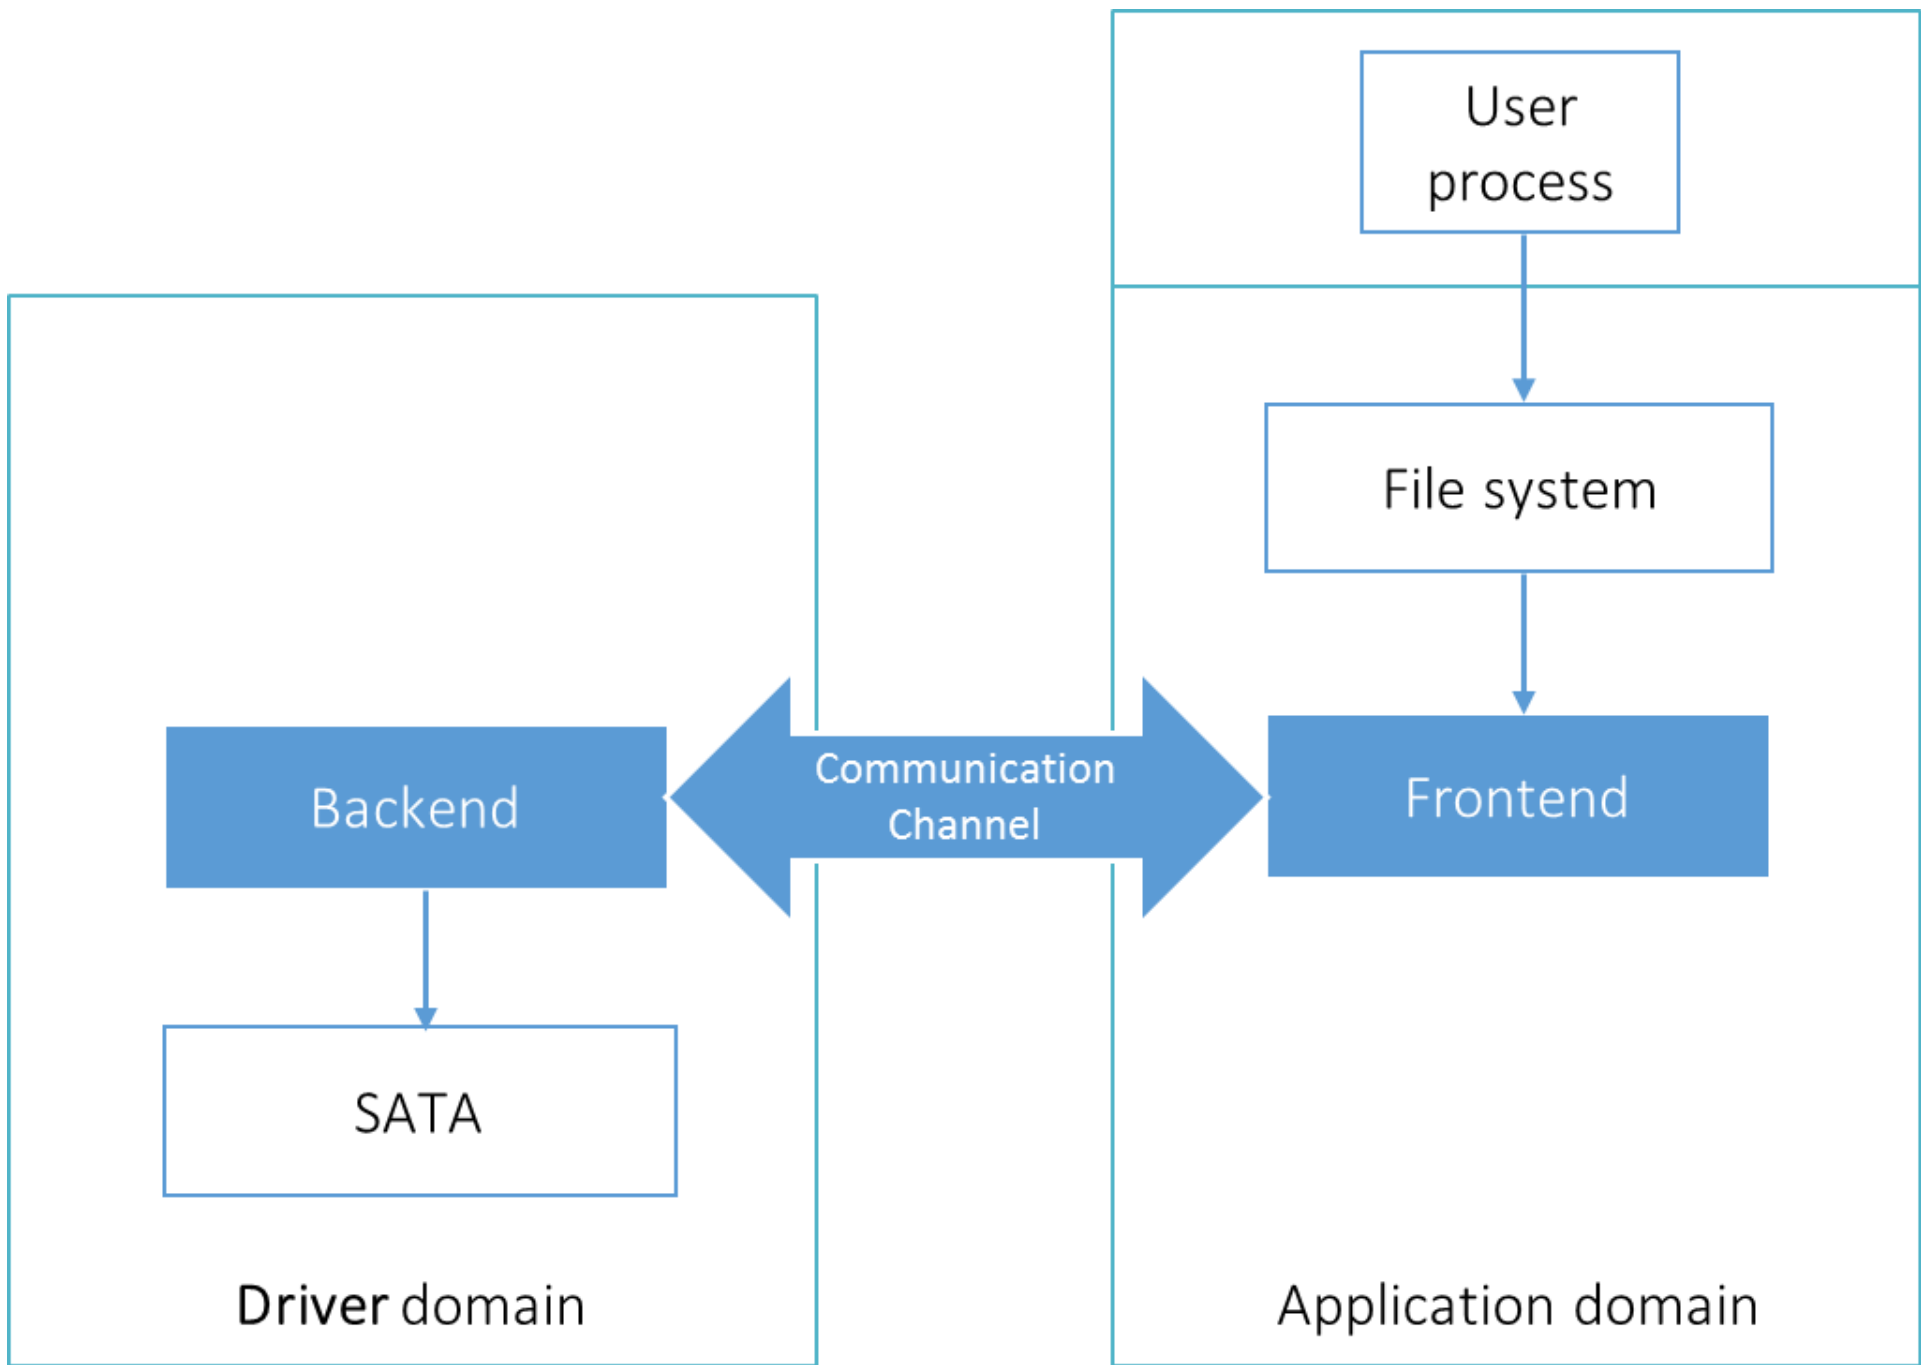 User
process
File system
Backend
Communication
Channel
Frontend
SATA
Driver domain
Application domain